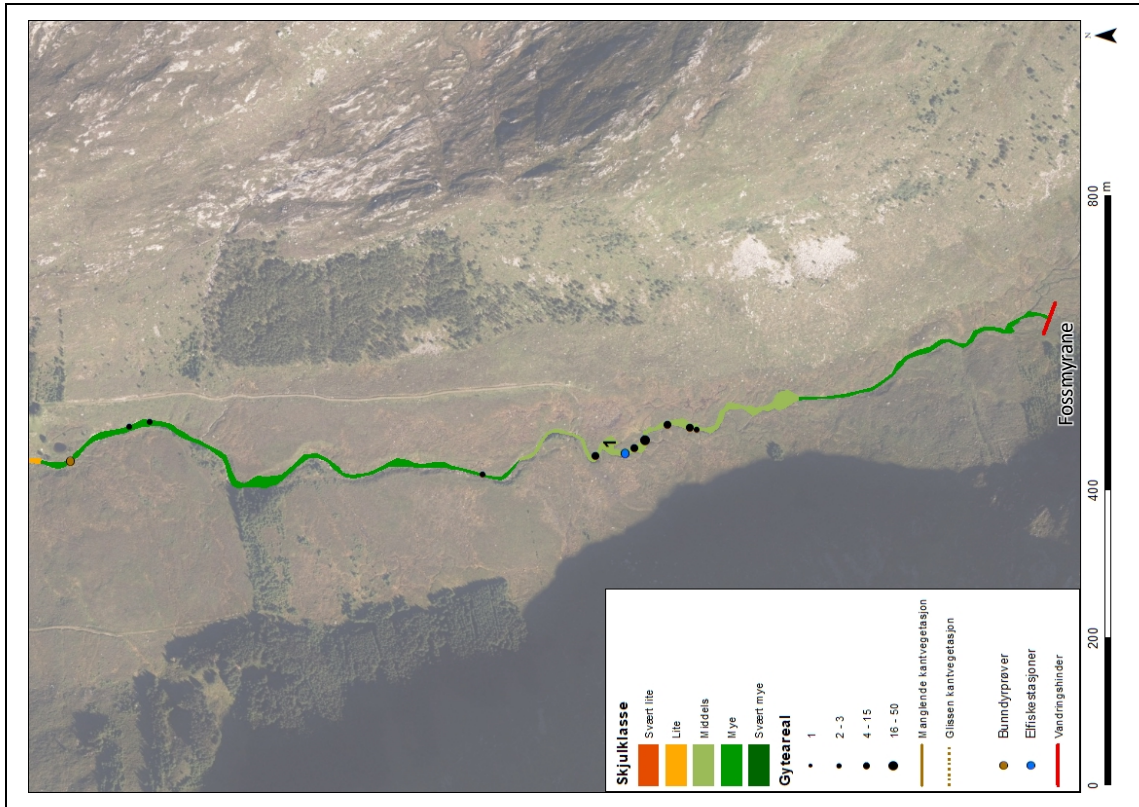 N
1
Fossmyrane
Skjulklasse
Svært lite
Lite
Middels
Mye
Svært mye
Gyteareal
1
2 - 3
4 - 15
16 - 50
Manglende kantvegetasjon
Glissen kantvegetasjon
Bunndyrprøver
Elfiskestasjoner
Vandringshinder
0 200 400 800
m